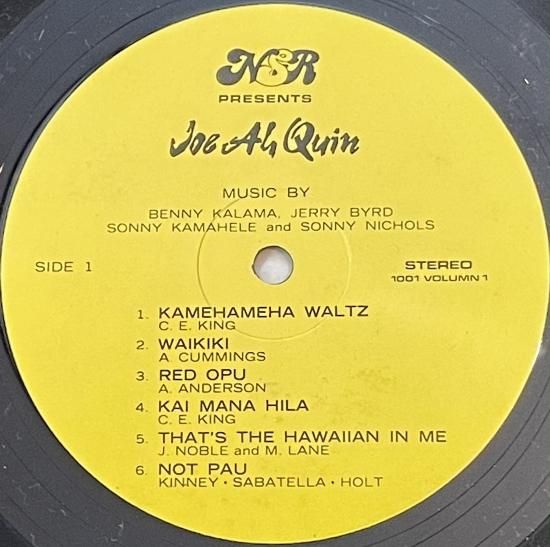 N&R
PRESENTS
Joe Ah Quin
MUSIC BY
BENNY KALAMA, JERRY BYRD
SONNY KAMAHELE and SONNY NICHOLS
SIDE 1
STEREO
1001 VOLUMN 1
1. KAMEHAMEHA WALTZ
C. E. KING
2. WAIKIKI
A. CUMMINGS
3. RED OPU
A. ANDERSON
4. KAI MANA HILA
C. E. KING
5. THAT'S THE HAWAIIAN IN ME
J. NOBLE and M. LANE
6. NOT PAU
KINNEY • SABATELLA • HOLT